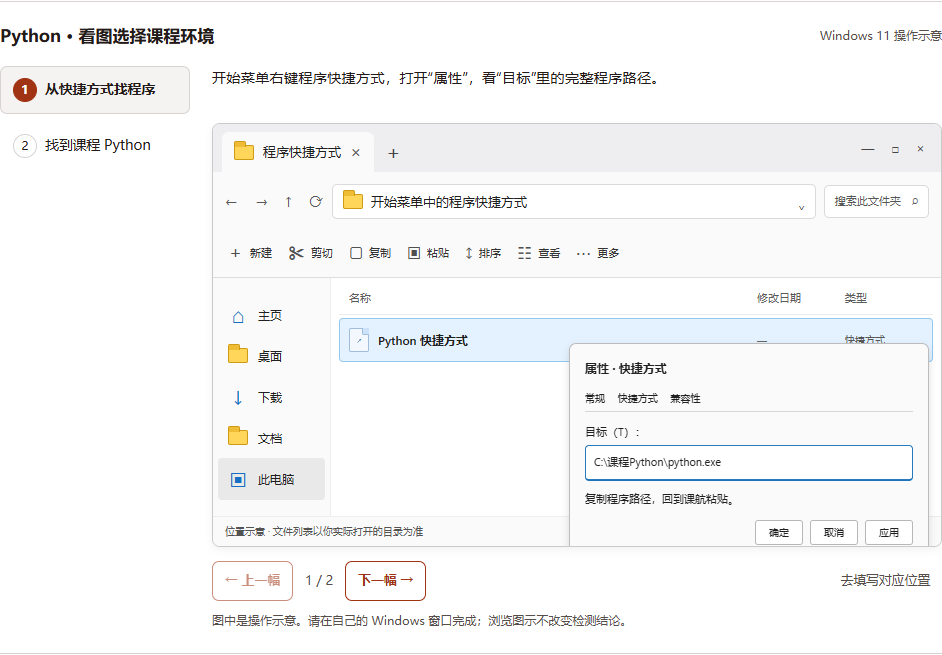 Python • 看图选择课程环境
Windows 11 操作示意
1 从快捷方式找程序
2 找到课程 Python
开始菜单右键程序快捷方式，打开“属性”，看“目标”里的完整程序路径。
程序快捷方式 × +
← → ↑ 开始菜单中的程序快捷方式 搜索此文件夹
+ 新建 剪切 复制 粘贴 排序 查看 ··· 更多
主页
桌面
下载
文档
此电脑
名称 修改日期 类型
Python 快捷方式 — 快捷方式
属性 · 快捷方式
常规 快捷方式 兼容性
目标（T）：
C:\课程Python\python.exe
复制程序路径，回到课航粘贴。
确定 取消 应用
位置示意 · 文件列表以你实际打开的目录为准
← 上一幅 1 / 2 下一幅 → 去填写对应位置
图中是操作示意。请在自己的 Windows 窗口完成；浏览图示不改变检测结论。